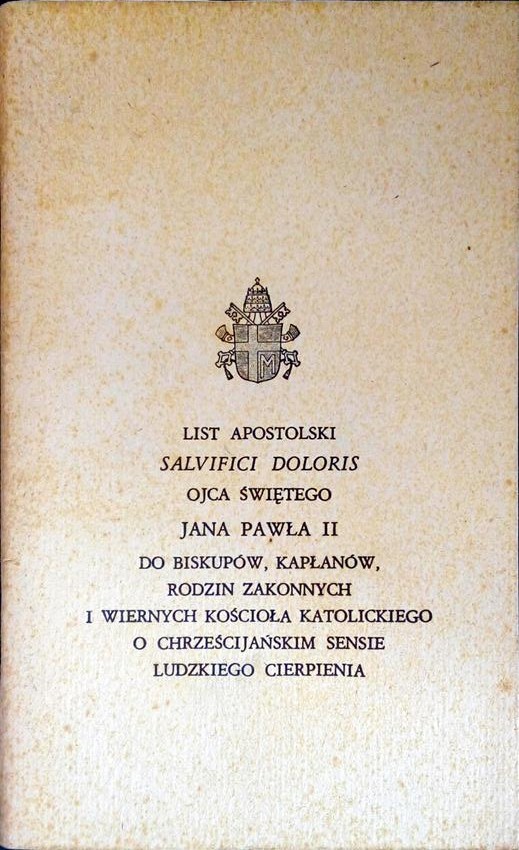 LIST APOSTOLSKI
SALVIFICI DOLORIS
OJCA ŚWIĘTEGO
JANA PAWŁA II
DO BISKUPÓW, KAPŁANÓW,
RODZIN ZAKONNYCH
I WIERNYCH KOŚCIOŁA KATOLICKIEGO
O CHRZEŚCIJAŃSKIM SENSIE
LUDZKIEGO CIERPIENIA